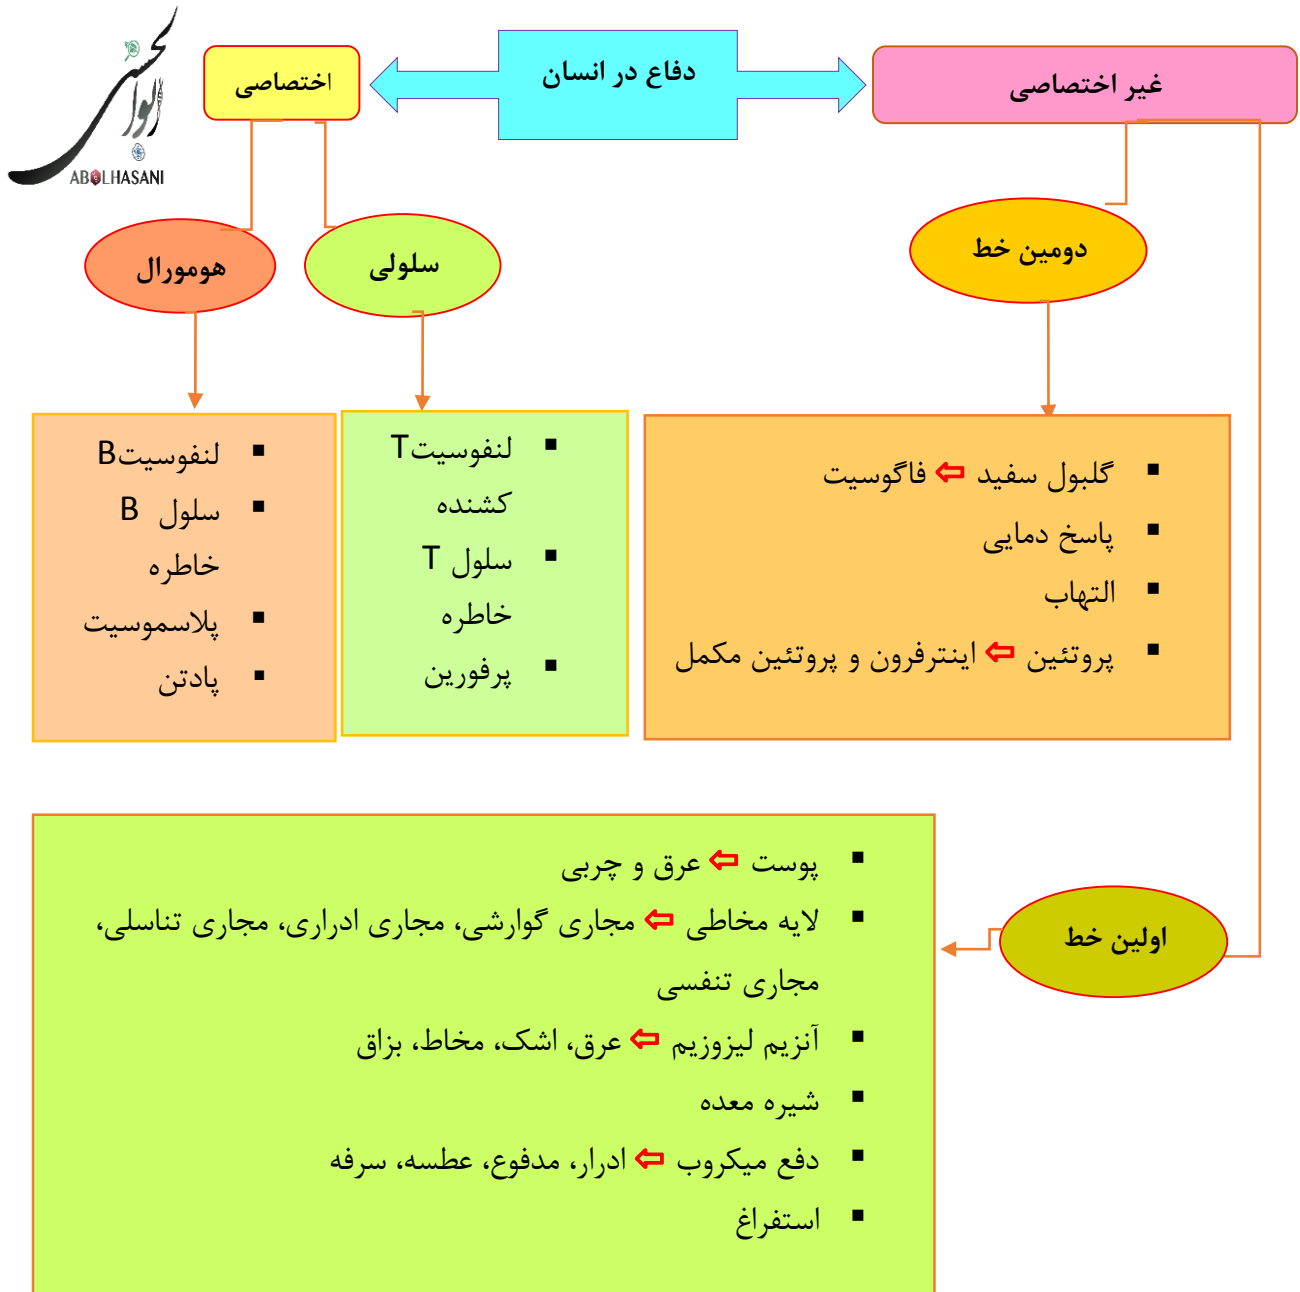 ابوالحسنی
ABOLHASANI
دفاع در انسان
غیر اختصاصی
اختصاصی
دومین خط
سلولی
هومورال
گلبول سفید ⇦ فاگوسیت
پاسخ دمایی
التهاب
پروتئین ⇦ اینترفرون و پروتئین مکمل
لنفوسیتT
کشنده
سلول T
خاطره
پرفورین
لنفوسیتB
سلول B
خاطره
پلاسموسیت
پادتن
اولین خط
پوست ⇦ عرق و چربی
لایه مخاطی ⇦ مجاری گوارشی، مجاری ادراری، مجاری تناسلی،
مجاری تنفسی
آنزیم لیزوزیم ⇦ عرق، اشک، مخاط، بزاق
شیره معده
دفع میکروب ⇦ ادرار، مدفوع، عطسه، سرفه
استفراغ